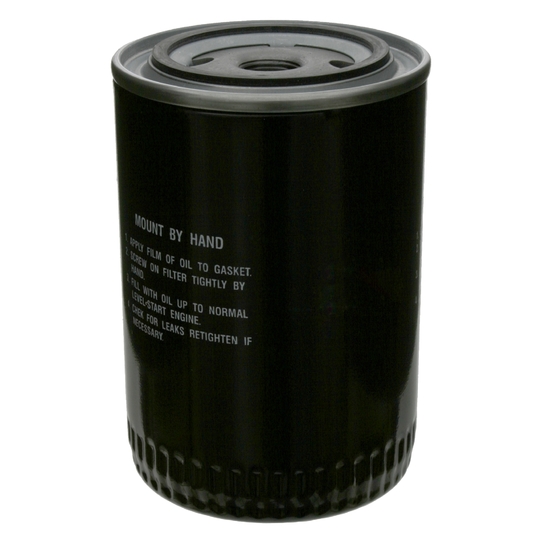 MOUNT BY HAND
1. APPLY FILM OF OIL TO GASKET.
2. SCREW ON FILTER TIGHTLY BY
HAND.
3. FILL WITH OIL UP TO NORMAL
LEVEL-START ENGINE.
4. CHEK FOR LEAKS RETIGHTEN IF
NECESSARY.